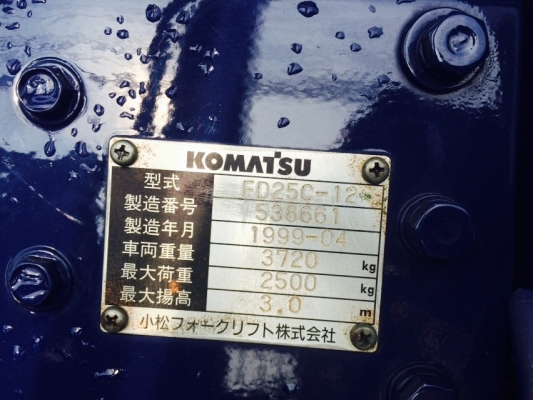 KOMATSU
型式 FD25C-12
製造番号 538661
製造年月 1999-04
車両重量 3720 kg
最大荷重 2500 kg
最大揚高 3.0 m
小松フォークリフト株式会社